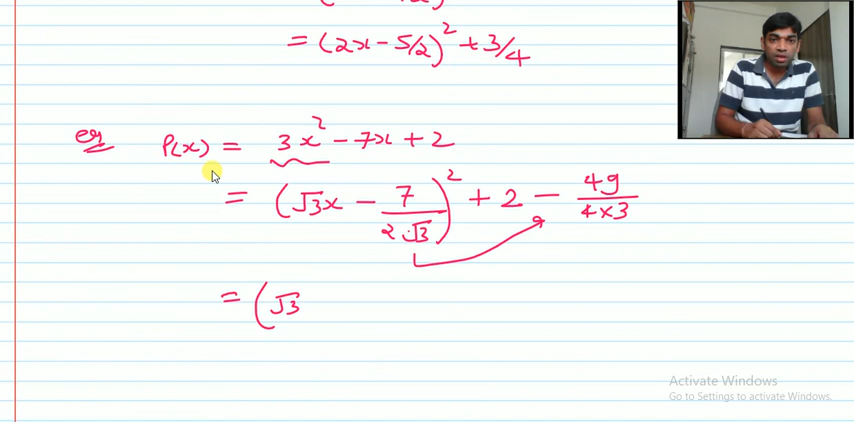 = (2x - 5/2)² + 3/4
eg P(x) = 3x² - 7x + 2
= (√3x - 7/(2·√3))² + 2 - 49/(4×3)
= (√3
Activate Windows
Go to Settings to activate Windows.